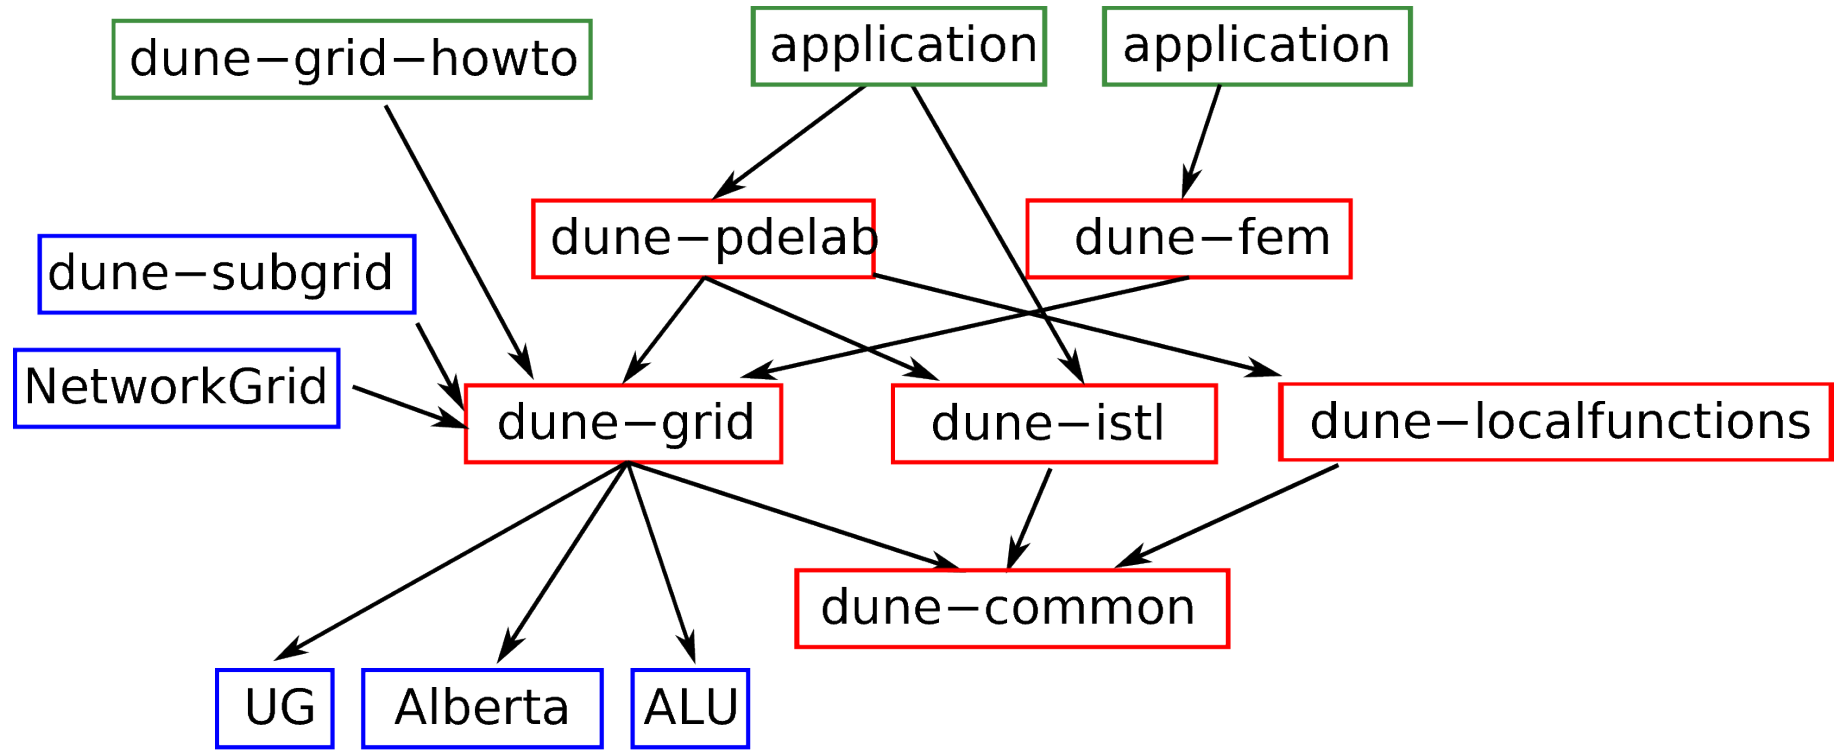 dune−grid−howto
application
application
dune−pdelab
dune−fem
dune−subgrid
NetworkGrid
dune−grid
dune−istl
dune−localfunctions
dune−common
UG
Alberta
ALU